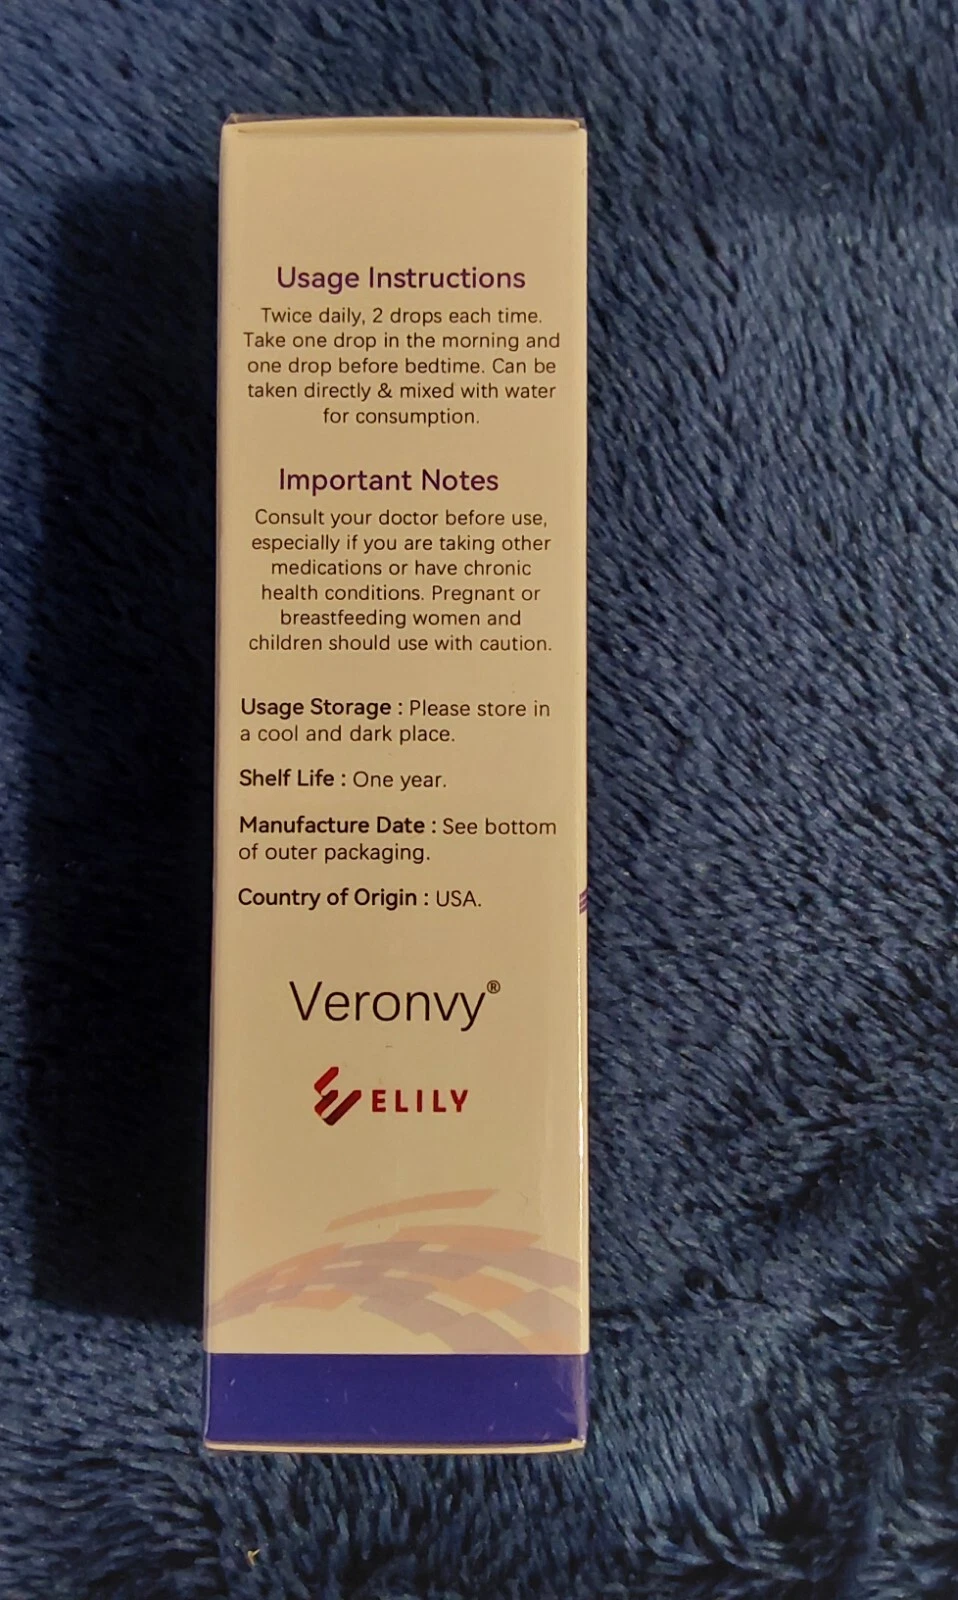 Usage Instructions
Twice daily, 2 drops each time.
Take one drop in the morning and
one drop before bedtime. Can be
taken directly & mixed with water
for consumption.
Important Notes
Consult your doctor before use,
especially if you are taking other
medications or have chronic
health conditions. Pregnant or
breastfeeding women and
children should use with caution.
Usage Storage : Please store in
a cool and dark place.
Shelf Life : One year.
Manufacture Date : See bottom
of outer packaging.
Country of Origin : USA.
Veronvy®
ELILY